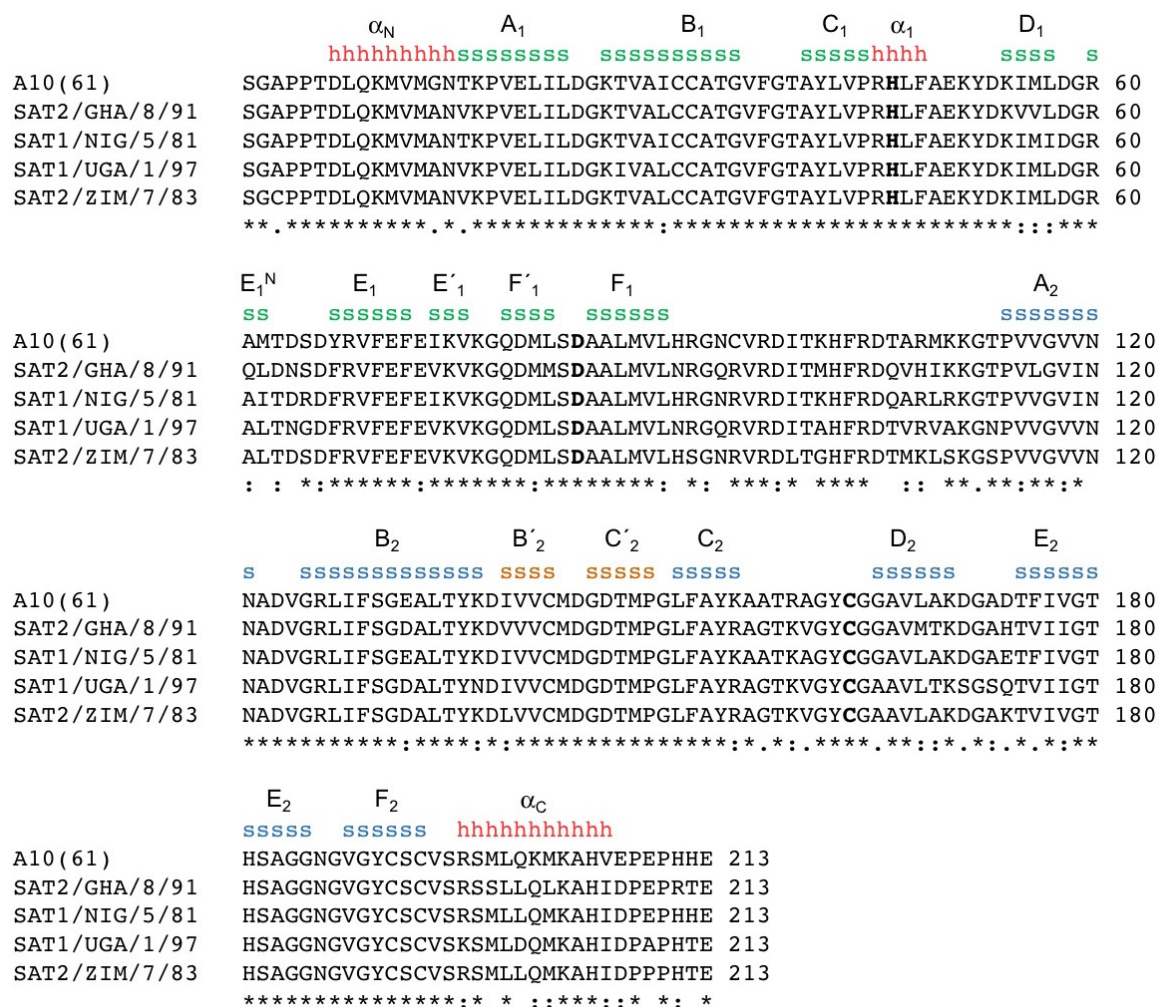 αN A1 B1 C1 α1 D1
hhhhhhhhhssssssss ssssssssss ssssshhhh ssss s
A10(61) SGAPPTDLQKMVMGNTKPVELILDGKTVAICCATGVFGTAYLVPRHLFAEKYDKIMLDGR 60
SAT2/GHA/8/91 SGAPPTDLQKMVMANVKPVELILDGKTVALCCATGVFGTAYLVPRHLFAEKYDKVVLDGR 60
SAT1/NIG/5/81 SGAPPTDLQKMVMANTKPVELILDGKTVALCCATGVFGTAYLVPRHLFAEKYDKIMIDGR 60
SAT1/UGA/1/97 SGAPPTDLQKMVMANVKPVELILDGKIVALCCATGVFGTAYLVPRHLFAEKYDKIMLDGR 60
SAT2/ZIM/7/83 SGCPPTDLQKMVMANVKPVELILDGKTVALCCATGVFGTAYLVPRHLFAEKYDKIMLDGR 60
**.**********.*.*************:************************:::***
E1N E1 E´1 F´1 F1 A2
ss ssssss sss ssss ssssss sssssss
A10(61) AMTDSDYRVFEFEIKVKGQDMLSDAALMVLHRGNCVRDITKHFRDTARMKKGTPVVGVVN 120
SAT2/GHA/8/91 QLDNSDFRVFEFEVKVKGQDMMSDAALMVLNRGQRVRDITMHFRDQVHIKKGTPVLGVIN 120
SAT1/NIG/5/81 AITDRDFRVFEFEIKVKGQDMLSDAALMVLHRGNRVRDITKHFRDQARLRKGTPVVGVIN 120
SAT1/UGA/1/97 ALTNGDFRVFEFEVKVKGQDMLSDAALMVLNRGQRVRDITAHFRDTVRVAKGNPVVGVVN 120
SAT2/ZIM/7/83 ALTDSDFRVFEFEVKVKGQDMLSDAALMVLHSGNRVRDLTGHFRDTMKLSKGSPVVGVVN 120
: : *:******:*******:********: *: ***:* **** :: **.**:**:*
B2 B´2 C´2 C2 D2 E2
s sssssssssssss ssss sssss sssss ssssss ssssss
A10(61) NADVGRLIFSGEALTYKDIVVCMDGDTMPGLFAYKAATRAGYCGGAVLAKDGADTFIVGT 180
SAT2/GHA/8/91 NADVGRLIFSGDALTYKDVVVCMDGDTMPGLFAYRAGTKVGYCGGAVMTKDGAHTVIIGT 180
SAT1/NIG/5/81 NADVGRLIFSGEALTYKDIVVCMDGDTMPGLFAYKAATKAGYCGGAVLAKDGAETFIVGT 180
SAT1/UGA/1/97 NADVGRLIFSGDALTYNDIVVCMDGDTMPGLFAYRAGTKVGYCGAAVLTKSGSQTVIIGT 180
SAT2/ZIM/7/83 NADVGRLIFSGDALTYKDLVVCMDGDTMPGLFAYRAGTKVGYCGAAVLAKDGAKTVIVGT 180
***********:****:*:***************:*.*:.****.**::*.*:.*.*:**
E2 F2 αC
sssss ssssss hhhhhhhhhhh
A10(61) HSAGGNGVGYCSCVSRSMLQKMKAHVEPEPHHE 213
SAT2/GHA/8/91 HSAGGNGVGYCSCVSRSSLLQLKAHIDPEPRTE 213
SAT1/NIG/5/81 HSAGGNGVGYCSCVSRSMLLQMKAHIDPEPHHE 213
SAT1/UGA/1/97 HSAGGNGVGYCSCVSKSMLDQMKAHIDPAPHTE 213
SAT2/ZIM/7/83 HSAGGNGVGYCSCVSRSMLLQMKAHIDPPPHTE 213
***************:* * ::***::* *: *